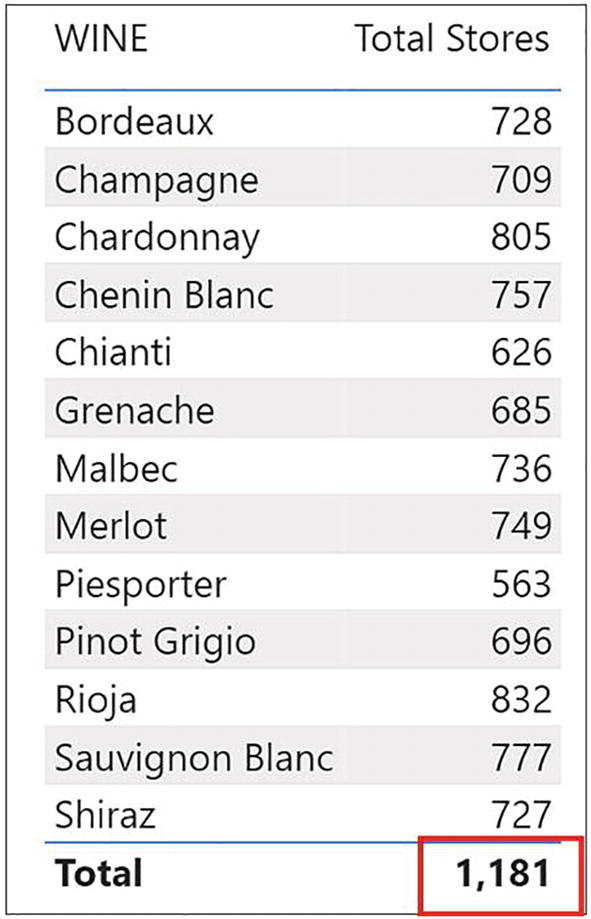 WINE Total Stores
Bordeaux 728
Champagne 709
Chardonnay 805
Chenin Blanc 757
Chianti 626
Grenache 685
Malbec 736
Merlot 749
Piesporter 563
Pinot Grigio 696
Rioja 832
Sauvignon Blanc 777
Shiraz 727
Total 1,181